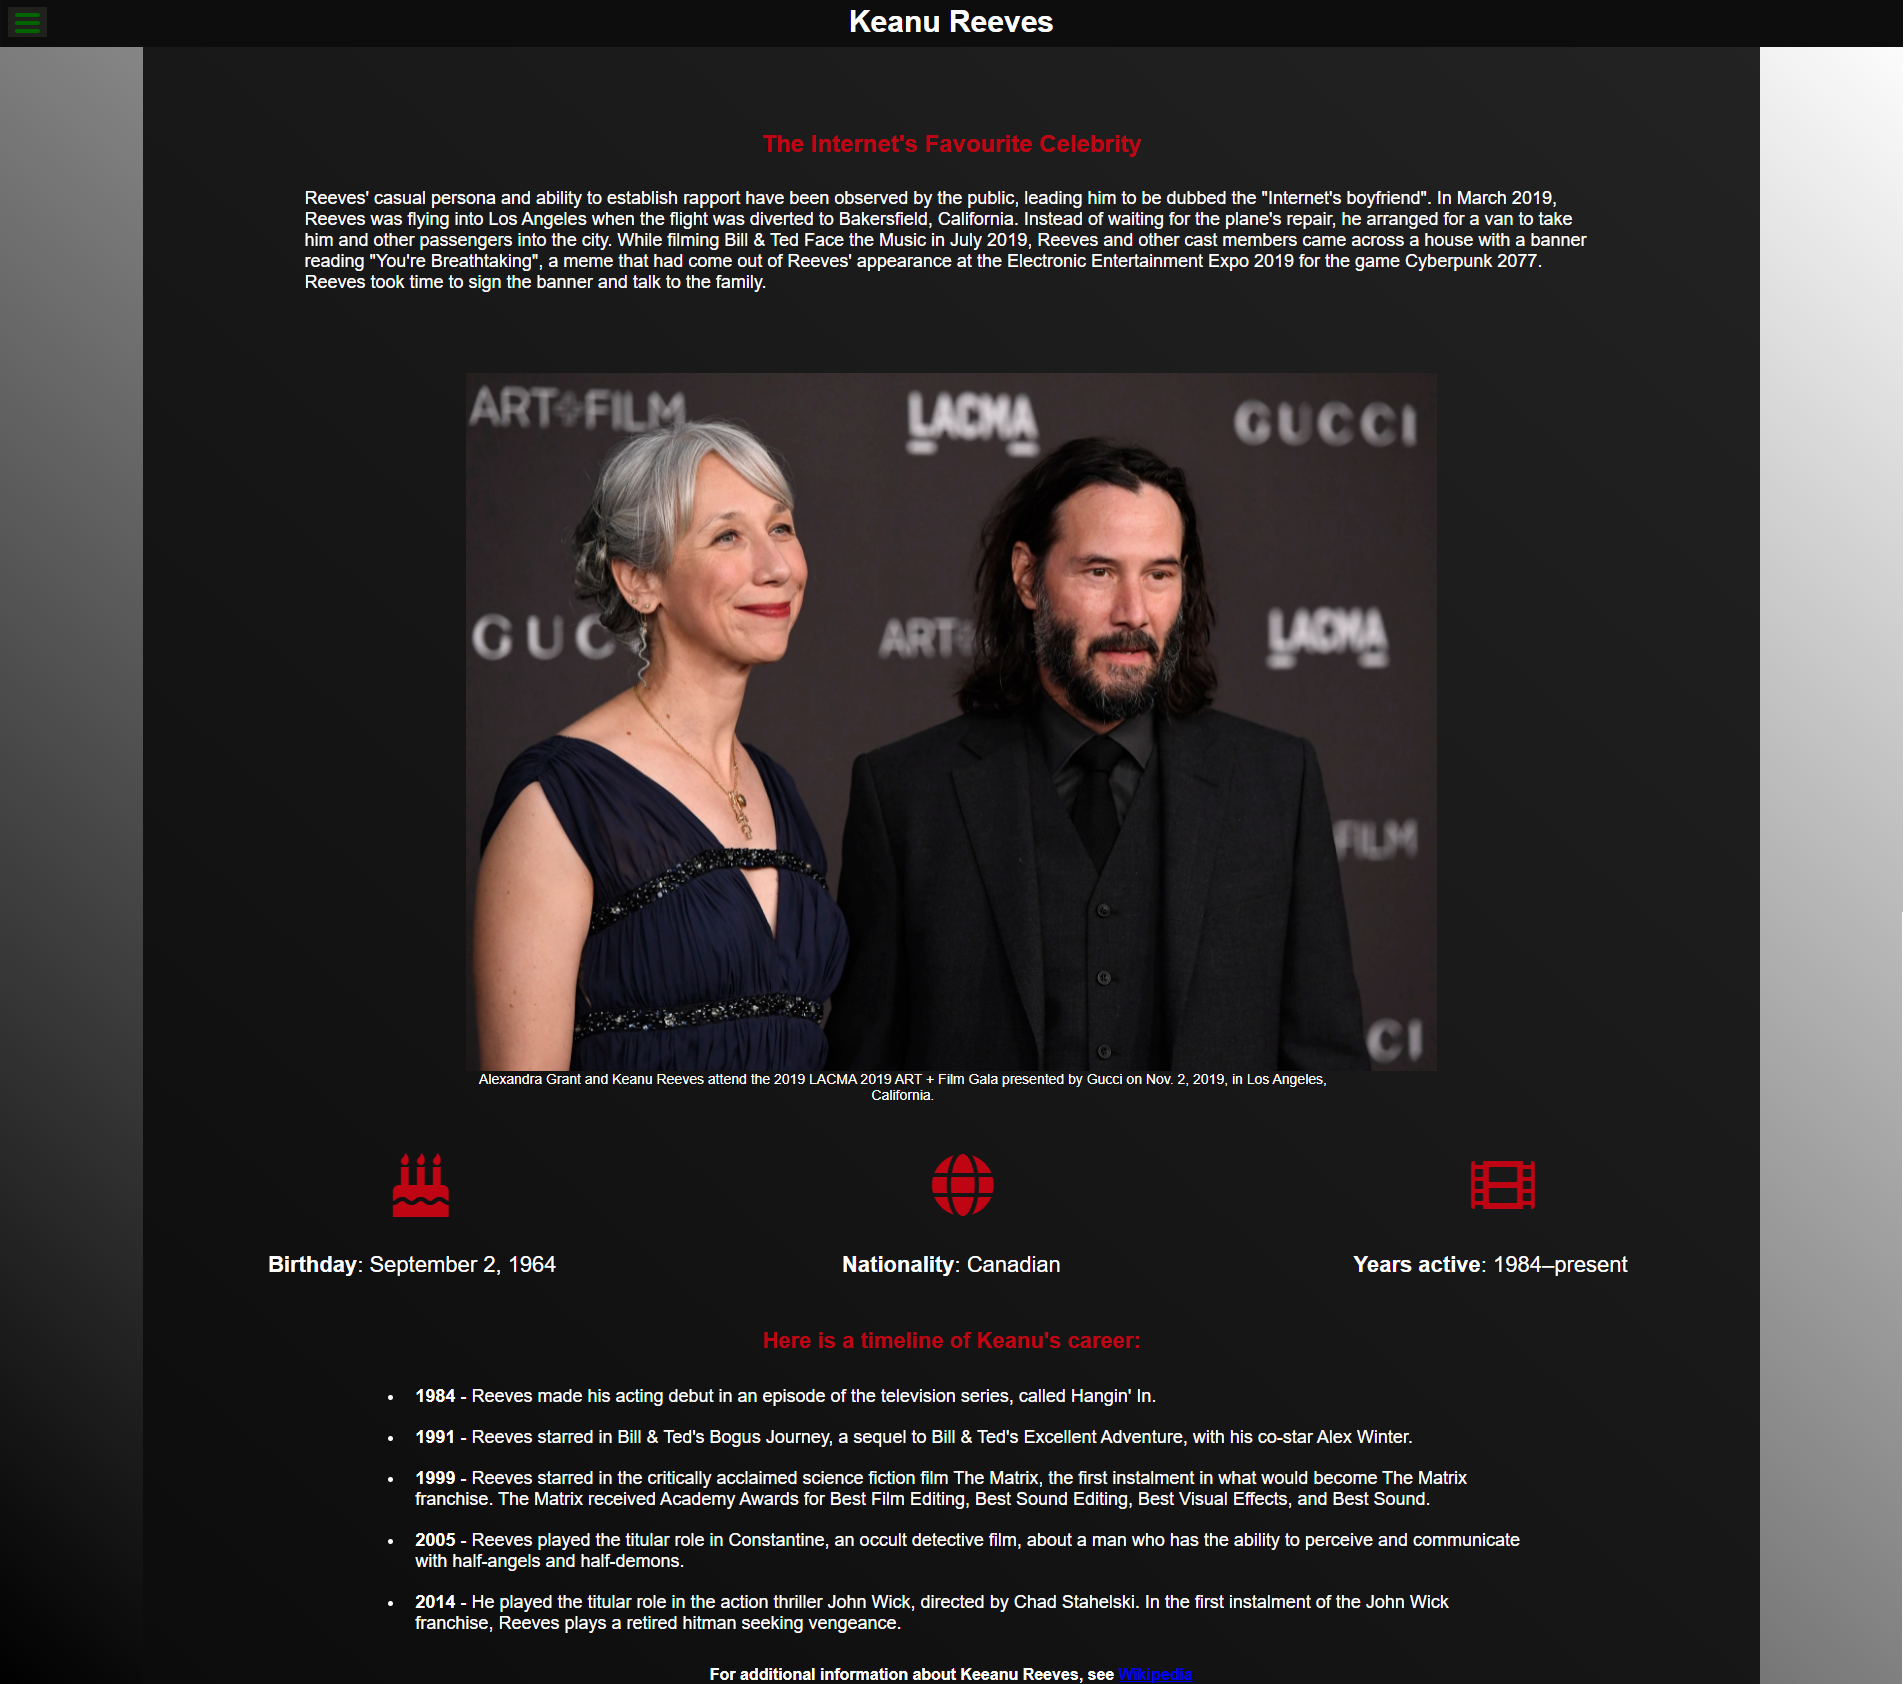 Keanu Reeves
The Internet's Favourite Celebrity
Reeves' casual persona and ability to establish rapport have been observed by the public, leading him to be dubbed the "Internet's boyfriend". In March 2019,
Reeves was flying into Los Angeles when the flight was diverted to Bakersfield, California. Instead of waiting for the plane's repair, he arranged for a van to take
him and other passengers into the city. While filming Bill & Ted Face the Music in July 2019, Reeves and other cast members came across a house with a banner
reading "You're Breathtaking", a meme that had come out of Reeves' appearance at the Electronic Entertainment Expo 2019 for the game Cyberpunk 2077.
Reeves took time to sign the banner and talk to the family.
ART+FILM LACMA GUCCI
GUC ART+ LACMA
FILM
CI
Alexandra Grant and Keanu Reeves attend the 2019 LACMA 2019 ART + Film Gala presented by Gucci on Nov. 2, 2019, in Los Angeles,
California.
Birthday: September 2, 1964
Nationality: Canadian
Years active: 1984–present
Here is a timeline of Keanu's career:
• 1984 - Reeves made his acting debut in an episode of the television series, called Hangin' In.
• 1991 - Reeves starred in Bill & Ted's Bogus Journey, a sequel to Bill & Ted's Excellent Adventure, with his co-star Alex Winter.
• 1999 - Reeves starred in the critically acclaimed science fiction film The Matrix, the first instalment in what would become The Matrix
franchise. The Matrix received Academy Awards for Best Film Editing, Best Sound Editing, Best Visual Effects, and Best Sound.
• 2005 - Reeves played the titular role in Constantine, an occult detective film, about a man who has the ability to perceive and communicate
with half-angels and half-demons.
• 2014 - He played the titular role in the action thriller John Wick, directed by Chad Stahelski. In the first instalment of the John Wick
franchise, Reeves plays a retired hitman seeking vengeance.
For additional information about Keeanu Reeves, see Wikipedia